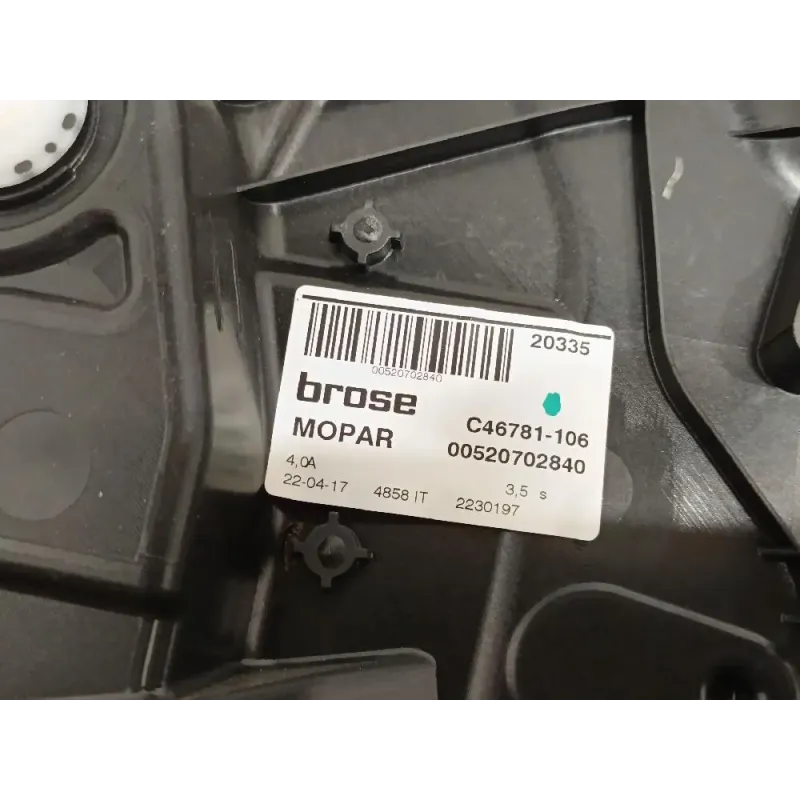 20335
00520702840
brose
C46781-106
MOPAR
00520702840
4,0A
3,5 s
22-04-17 4858 IT 2230197